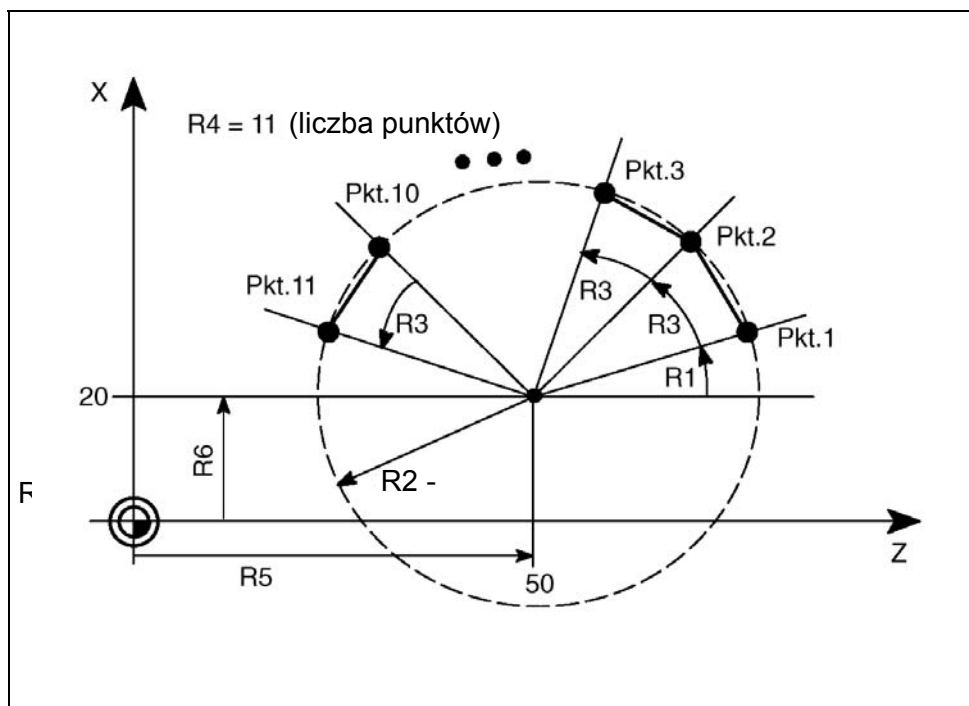 X
R4 = 11 (liczba punktów)
Pkt.3
Pkt.10
Pkt.2
Pkt.11
R3
R3
R3
Pkt.1
R1
20
R6
R2 -
R5
50
Z